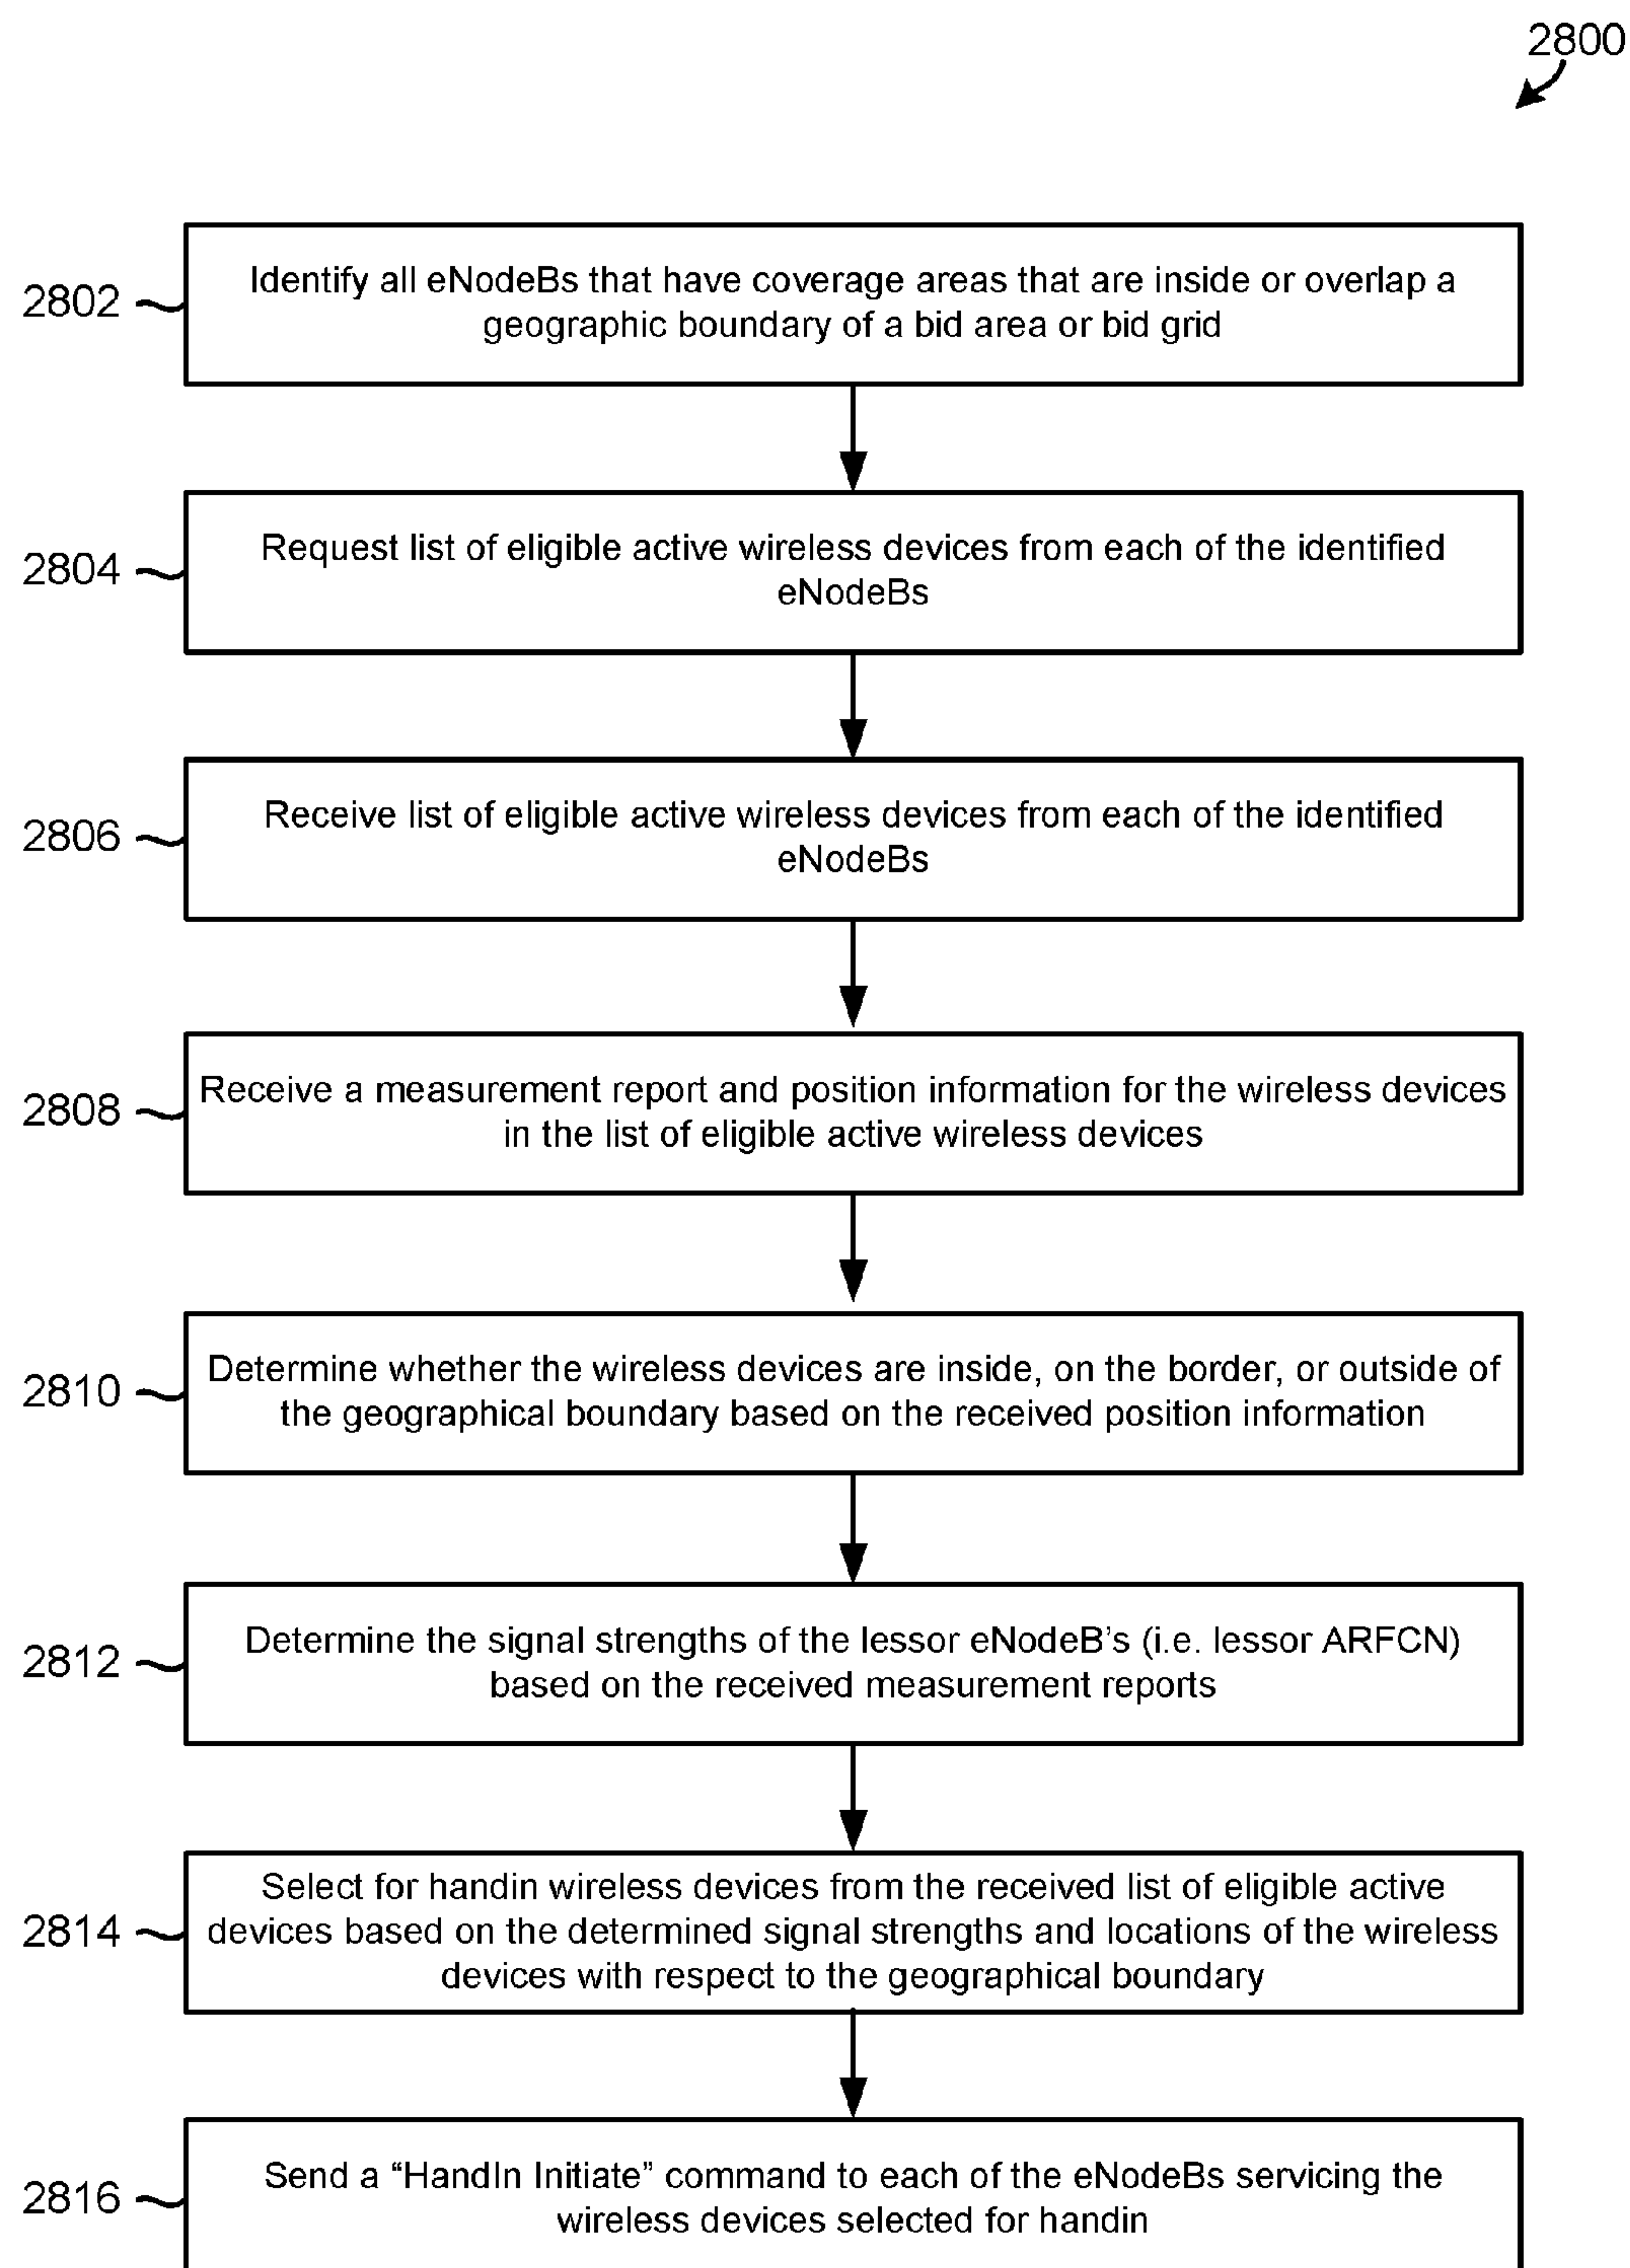 2800
2802
Identify all eNodeBs that have coverage areas that are inside or overlap a
geographic boundary of a bid area or bid grid
2804
Request list of eligible active wireless devices from each of the identified
eNodeBs
2806
Receive list of eligible active wireless devices from each of the identified
eNodeBs
2808
Receive a measurement report and position information for the wireless devices
in the list of eligible active wireless devices
2810
Determine whether the wireless devices are inside, on the border, or outside of
the geographical boundary based on the received position information
2812
Determine the signal strengths of the lessor eNodeB’s (i.e. lessor ARFCN)
based on the received measurement reports
2814
Select for handin wireless devices from the received list of eligible active
devices based on the determined signal strengths and locations of the wireless
devices with respect to the geographical boundary
2816
Send a “HandIn Initiate” command to each of the eNodeBs servicing the
wireless devices selected for handin